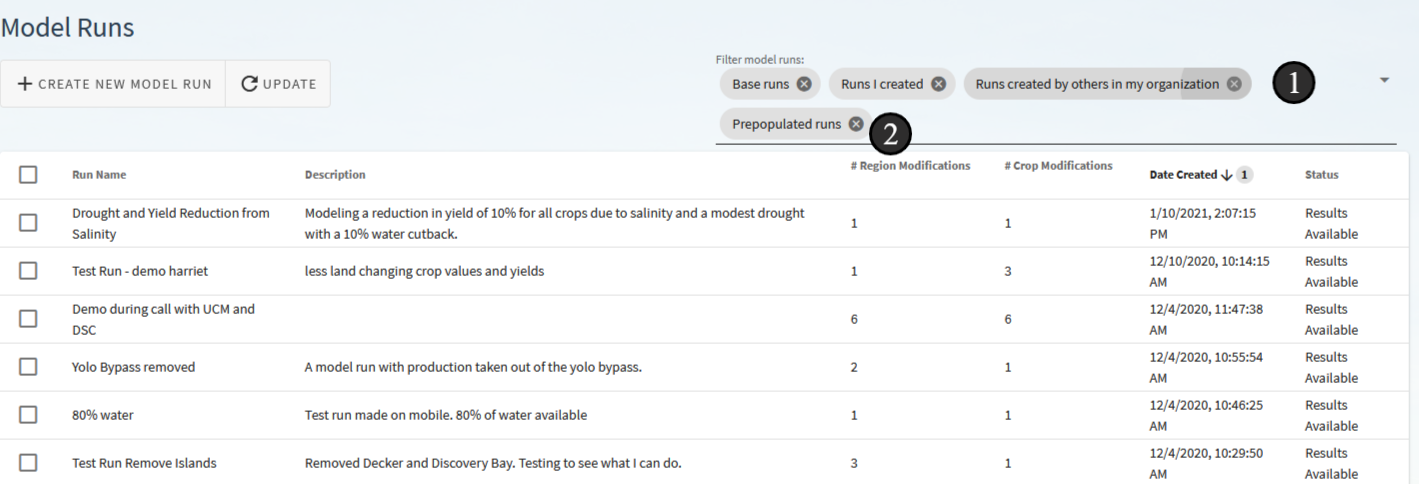 Model Runs
Filter model runs:
+ CREATE NEW MODEL RUN UPDATE
Base runs Runs I created Runs created by others in my organization 1
Prepopulated runs 2
Run Name Description # Region Modifications # Crop Modifications Date Created 1 Status
Drought and Yield Reduction from Modeling a reduction in yield of 10% for all crops due to salinity and a modest drought 1 1 1/10/2021, 2:07:15 Results
Salinity with a 10% water cutback. PM Available
Test Run - demo harriet less land changing crop values and yields 1 3 12/10/2020, 10:14:15 Results
AM Available
Demo during call with UCM and 6 6 12/4/2020, 11:47:38 Results
DSC AM Available
Yolo Bypass removed A model run with production taken out of the yolo bypass. 2 1 12/4/2020, 10:55:54 Results
AM Available
80% water Test run made on mobile. 80% of water available 1 1 12/4/2020, 10:46:25 Results
AM Available
Test Run Remove Islands Removed Decker and Discovery Bay. Testing to see what I can do. 3 1 12/4/2020, 10:29:50 Results
AM Available